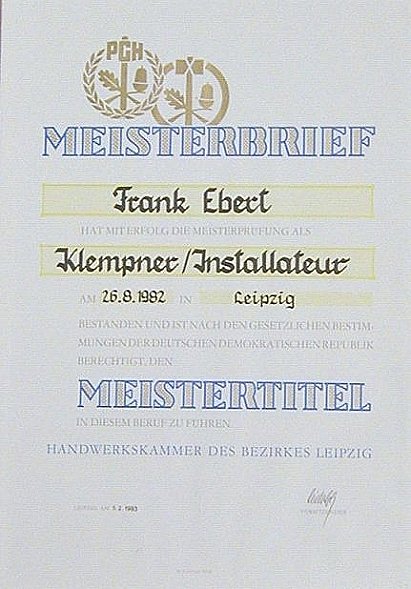 PGH
MEISTERBRIEF
Frank Ebert
HAT MIT ERFOLG DIE MEISTERPRÜFUNG ALS
Klempner/Installateur
AM 26.8.1982 IN Leipzig
BESTANDEN UND IST NACH DEN GESETZLICHEN BESTIM-
MUNGEN DER DEUTSCHEN DEMOKRATISCHEN REPUBLIK
BERECHTIGT, DEN
MEISTERTITEL
IN DIESEM BERUF ZU FÜHREN
HANDWERKSKAMMER DES BEZIRKES LEIPZIG
LEIPZIG AM 5.2.1983
VORSITZENDER